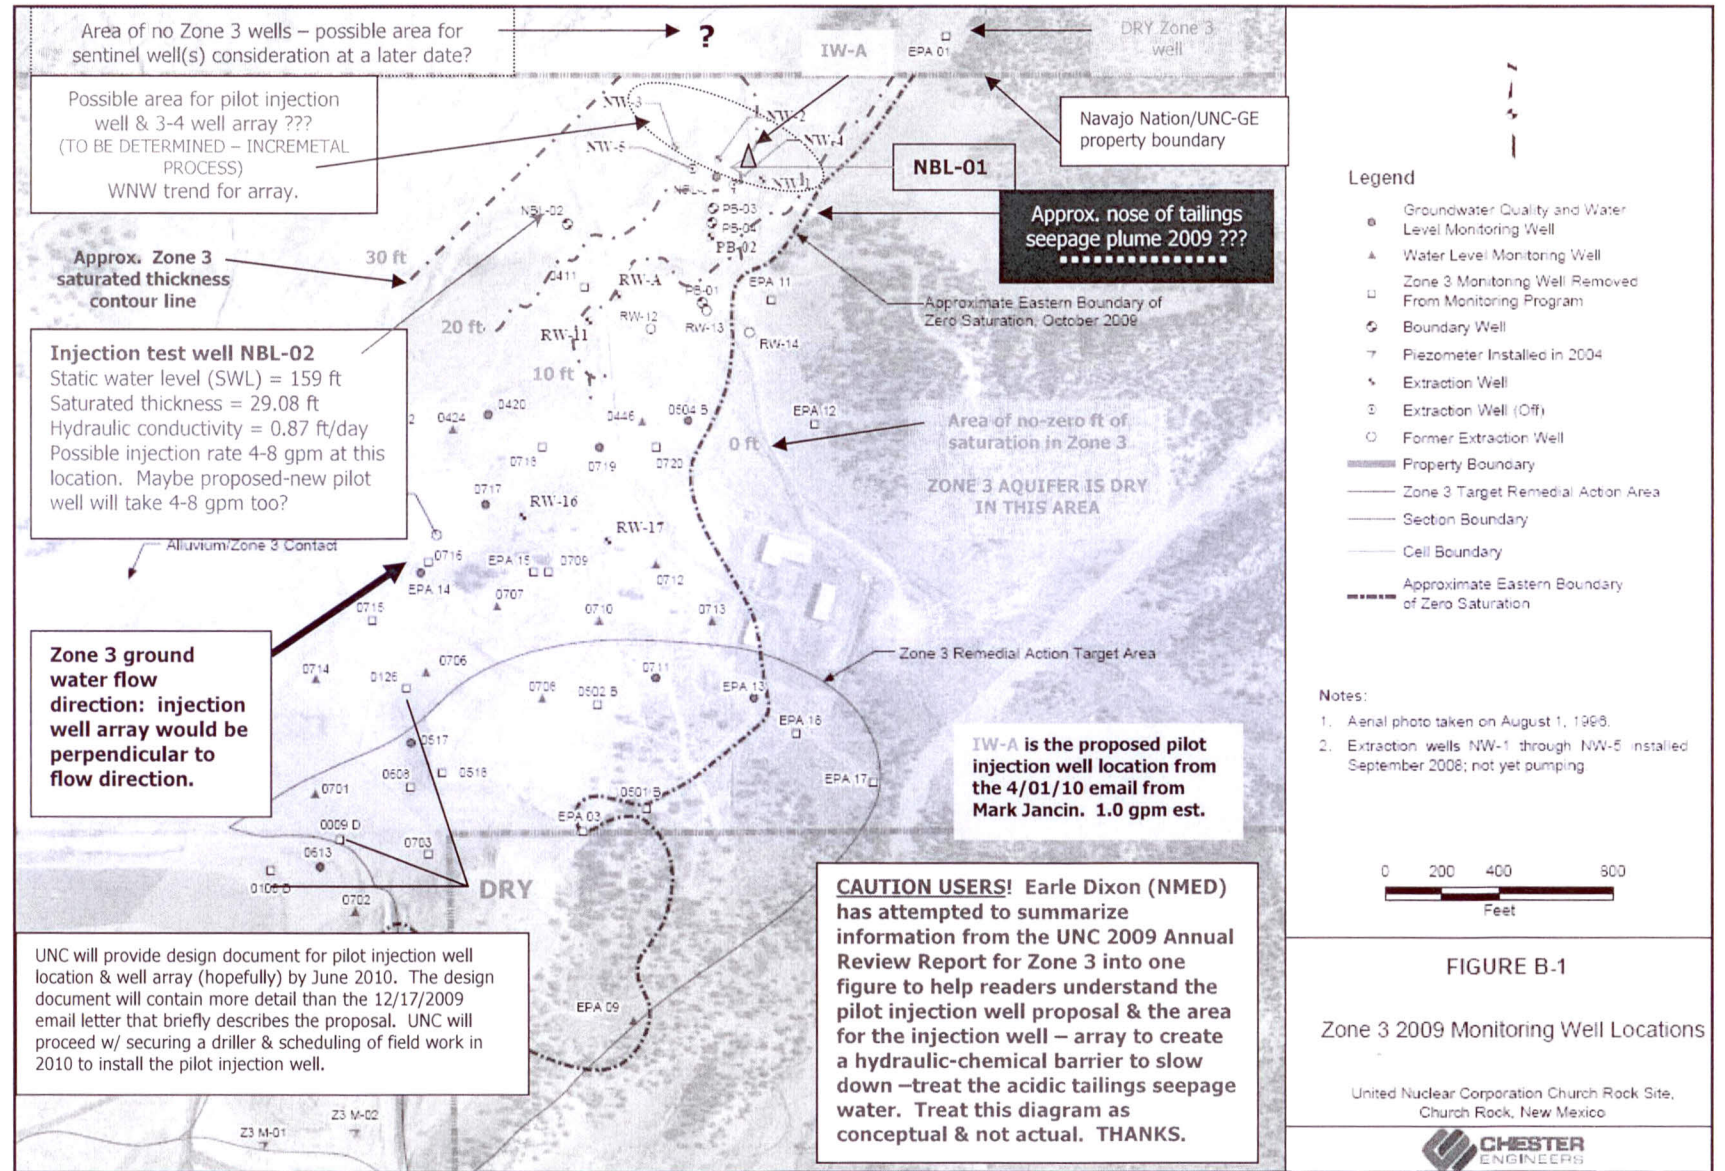 Area of no Zone 3 wells – possible area for
sentinel well(s) consideration at a later date?
?
IW-A
EPA 01
DRY Zone 3
well
Possible area for pilot injection
well & 3-4 well array ???
(TO BE DETERMINED – INCREMETAL
PROCESS)
WNW trend for array.
Navajo Nation/UNC-GE
property boundary
NW-3
NW-2
NW-4
NW-5
NW-1
NBL-01
Approx. nose of tailings
seepage plume 2009 ???
NBL-02
PB-03
PB-04
PB-02
Approx. Zone 3
saturated thickness
contour line
30 ft
0411
RW-A
PB-01
EPA 11
Approximate Eastern Boundary of
Zero Saturation, October 2009
20 ft
RW-11
RW-12
RW-13
RW-14
10 ft
Injection test well NBL-02
Static water level (SWL) = 159 ft
Saturated thickness = 29.08 ft
Hydraulic conductivity = 0.87 ft/day
Possible injection rate 4-8 gpm at this
location. Maybe proposed-new pilot
well will take 4-8 gpm too?
2
0424
0420
0446
0504 B
EPA 12
0 ft
Area of no-zero ft of
saturation in Zone 3
ZONE 3 AQUIFER IS DRY
IN THIS AREA
0718
0719
0720
0717
RW-16
RW-17
Alluvium/Zone 3 Contact
0716
EPA 15
0709
EPA 14
0712
0707
0715
0710
0713
Zone 3 ground
water flow
direction: injection
well array would be
perpendicular to
flow direction.
0714
0706
0126
0711
0502 B
EPA 13
Zone 3 Remedial Action Target Area
EPA 16
0517
0608
0518
EPA 17
0701
0501 B
EPA 03
IW-A is the proposed pilot
injection well location from
the 4/01/10 email from
Mark Jancin. 1.0 gpm est.
0009 D
0703
0613
DRY
0702
UNC will provide design document for pilot injection well
location & well array (hopefully) by June 2010. The design
document will contain more detail than the 12/17/2009
email letter that briefly describes the proposal. UNC will
proceed w/ securing a driller & scheduling of field work in
2010 to install the pilot injection well.
EPA 09
Z3 M-02
Z3 M-01
CAUTION USERS! Earle Dixon (NMED)
has attempted to summarize
information from the UNC 2009 Annual
Review Report for Zone 3 into one
figure to help readers understand the
pilot injection well proposal & the area
for the injection well – array to create
a hydraulic-chemical barrier to slow
down –treat the acidic tailings seepage
water. Treat this diagram as
conceptual & not actual. THANKS.
Legend
Groundwater Quality and Water
Level Monitoring Well
Water Level Monitoring Well
Zone 3 Monitoring Well Removed
From Monitoring Program
Boundary Well
Piezometer Installed in 2004
Extraction Well
Extraction Well (Off)
Former Extraction Well
Property Boundary
Zone 3 Target Remedial Action Area
Section Boundary
Cell Boundary
Approximate Eastern Boundary
of Zero Saturation
Notes:
1. Aerial photo taken on August 1, 1996.
2. Extraction wells NW-1 through NW-5 installed
September 2008; not yet pumping.
0 200 400 800
Feet
FIGURE B-1
Zone 3 2009 Monitoring Well Locations
United Nuclear Corporation Church Rock Site,
Church Rock, New Mexico
CHESTER
ENGINEERS